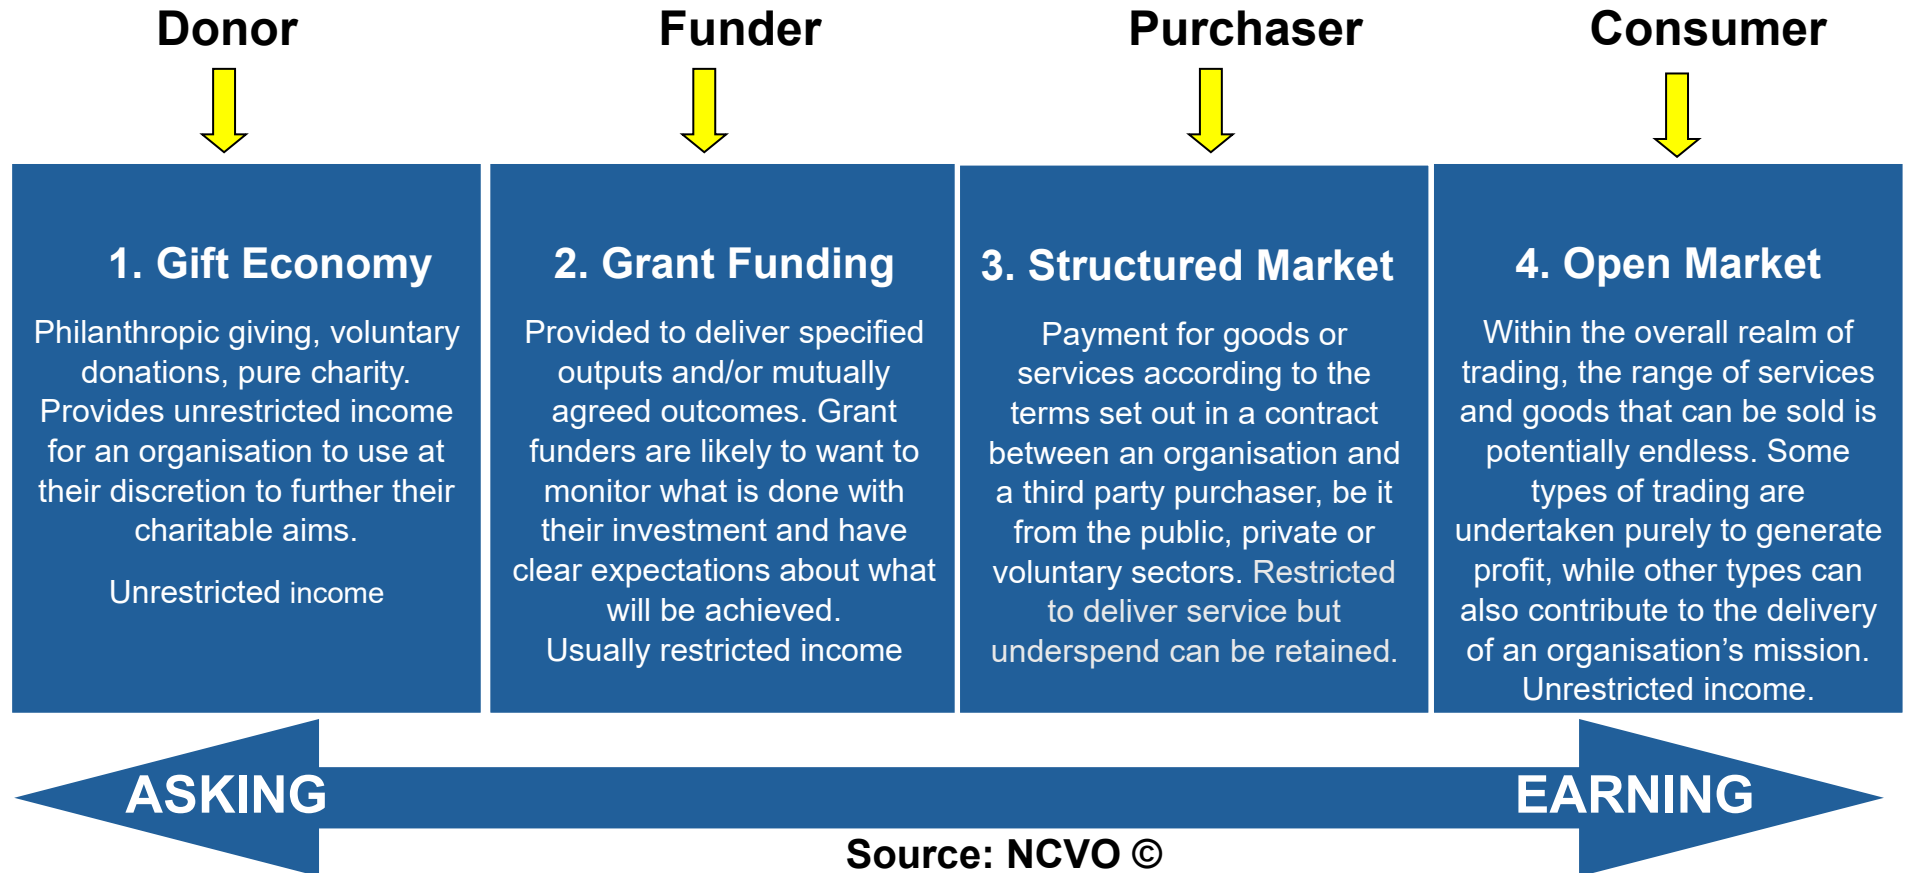 Donor
Funder
Purchaser
Consumer
1. Gift Economy
Philanthropic giving, voluntary
donations, pure charity.
Provides unrestricted income
for an organisation to use at
their discretion to further their
charitable aims.
Unrestricted income
2. Grant Funding
Provided to deliver specified
outputs and/or mutually
agreed outcomes. Grant
funders are likely to want to
monitor what is done with
their investment and have
clear expectations about what
will be achieved.
Usually restricted income
3. Structured Market
Payment for goods or
services according to the
terms set out in a contract
between an organisation and
a third party purchaser, be it
from the public, private or
voluntary sectors. Restricted
to deliver service but
underspend can be retained.
4. Open Market
Within the overall realm of
trading, the range of services
and goods that can be sold is
potentially endless. Some
types of trading are
undertaken purely to generate
profit, while other types can
also contribute to the delivery
of an organisation’s mission.
Unrestricted income.
ASKING
EARNING
Source: NCVO ©